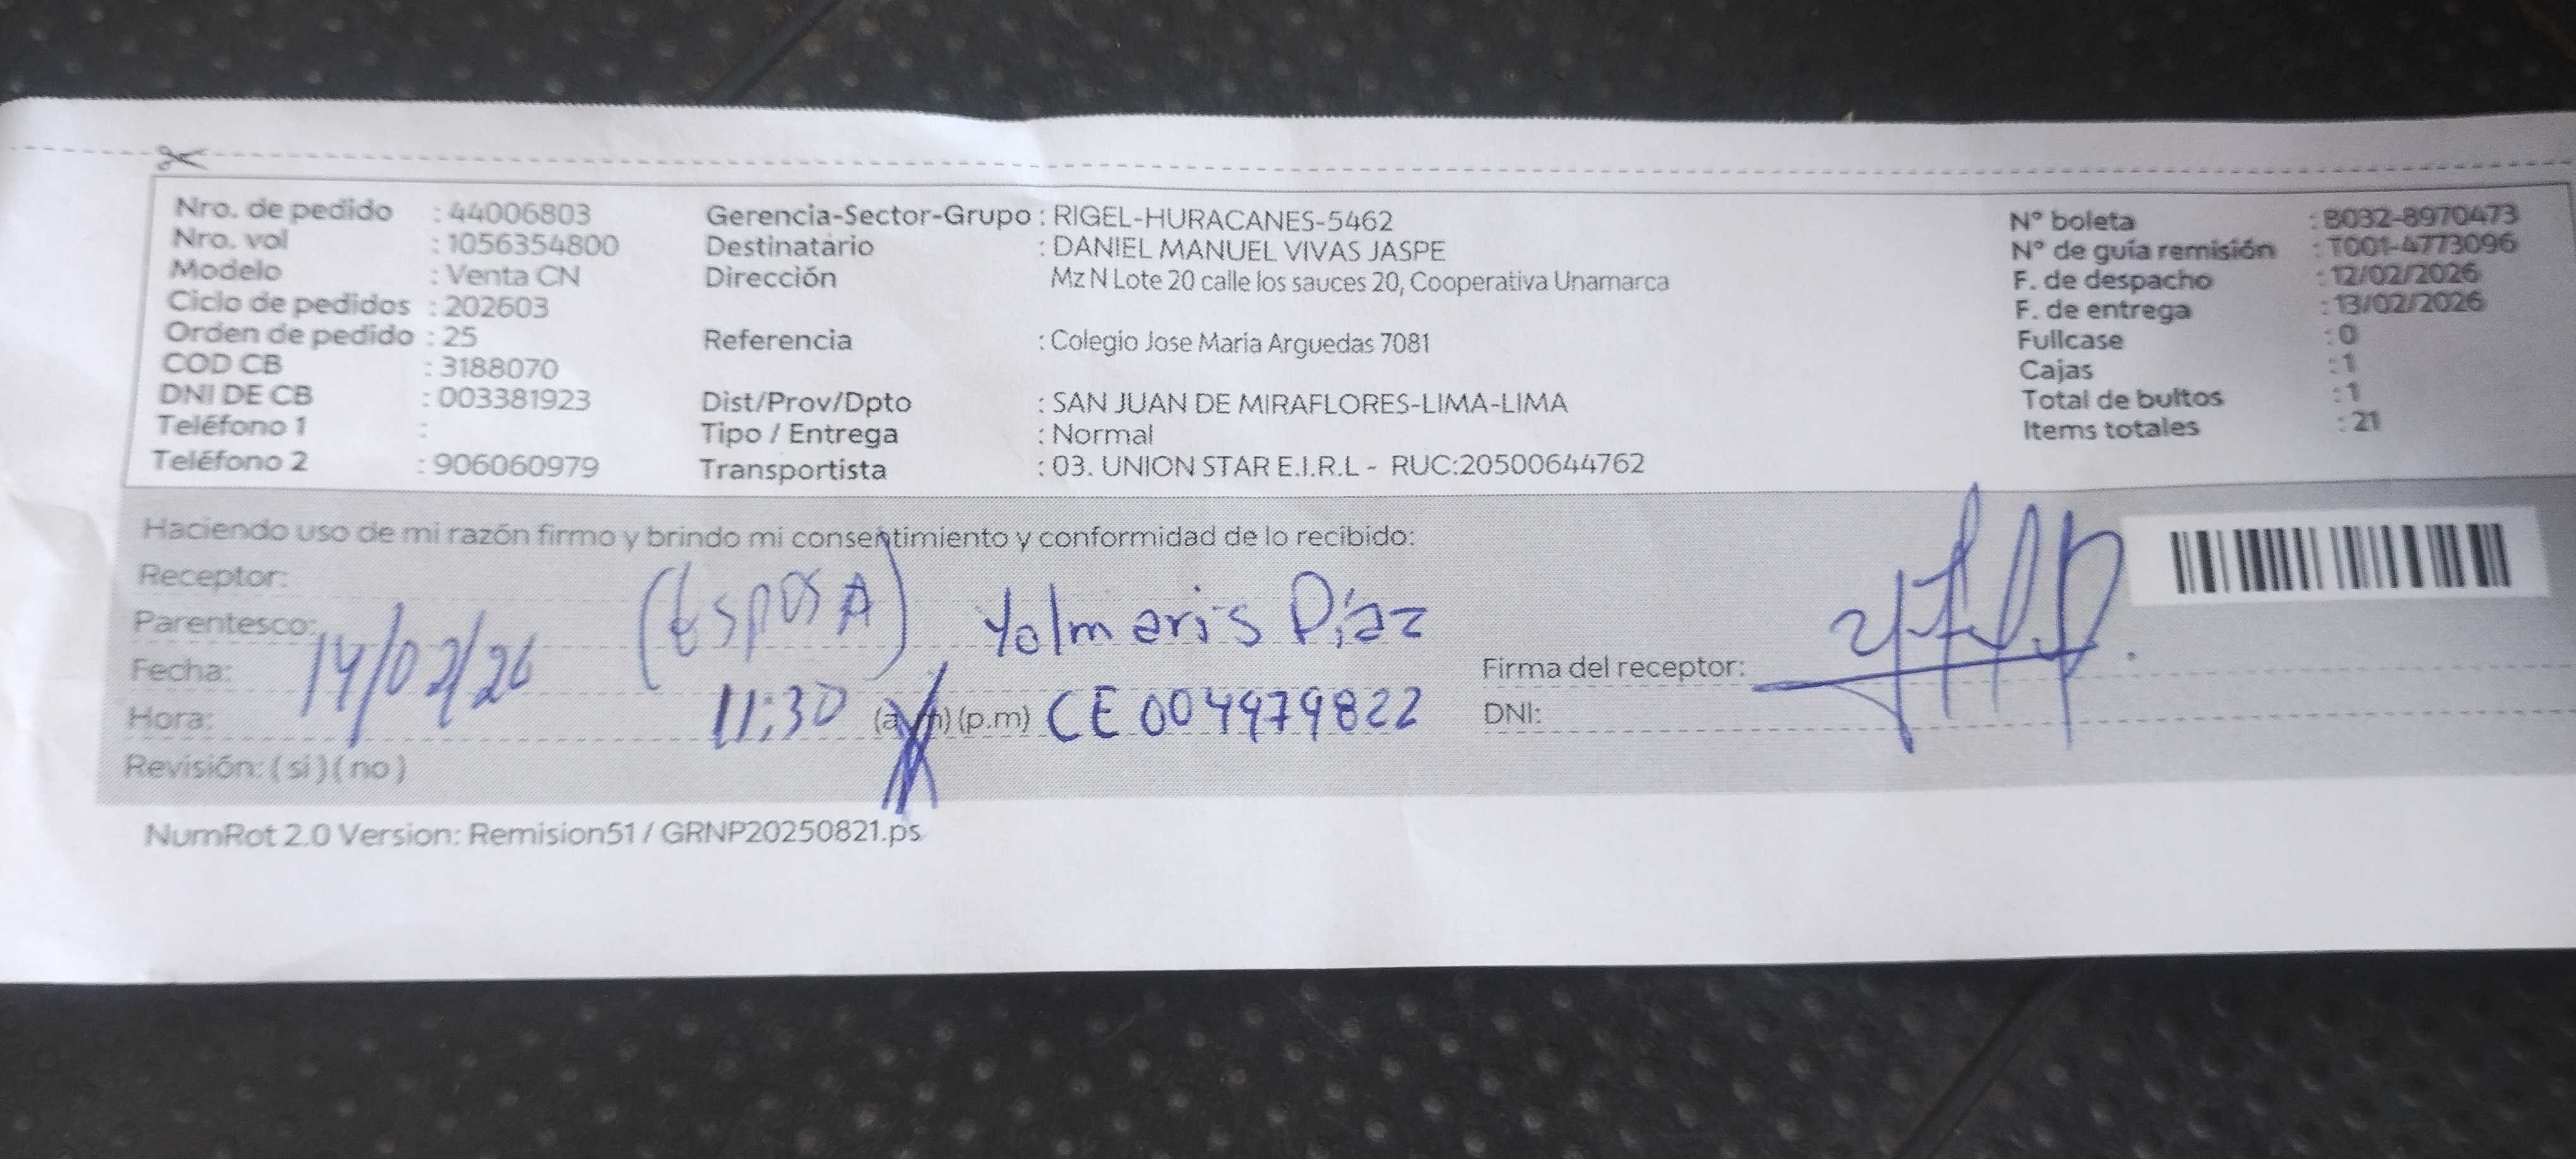 Nro. de pedido : 44006803
Nro. vol : 1056354800
Modelo : Venta CN
Ciclo de pedidos : 202603
Orden de pedido : 25
COD CB : 3188070
DNI DE CB : 003381923
Teléfono 1 :
Teléfono 2 : 906060979
Gerencia-Sector-Grupo : RIGEL-HURACANES-5462
Destinatario : DANIEL MANUEL VIVAS JASPE
Dirección Mz N Lote 20 calle los sauces 20, Cooperativa Unamarca
Referencia : Colegio Jose Maria Arguedas 7081
Dist/Prov/Dpto : SAN JUAN DE MIRAFLORES-LIMA-LIMA
Tipo / Entrega : Normal
Transportista : 03. UNION STAR E.I.R.L - RUC:20500644762
N° boleta : B032-8970473
N° de guía remisión : T001-4773096
F. de despacho : 12/02/2026
F. de entrega : 13/02/2026
Fullcase : 0
Cajas : 1
Total de bultos : 1
Items totales : 21
Haciendo uso de mi razón firmo y brindo mi consentimiento y conformidad de lo recibido:
Receptor:
Parentesco: (EsposA) Yolmaris Díaz
Fecha: 14/02/26
Hora: 11:30 (a.m) (p.m) CE 004979822
Revisión: ( si ) ( no )
Firma del receptor:
DNI:
NumRot 2.0 Version: Remision51 / GRNP20250821.ps